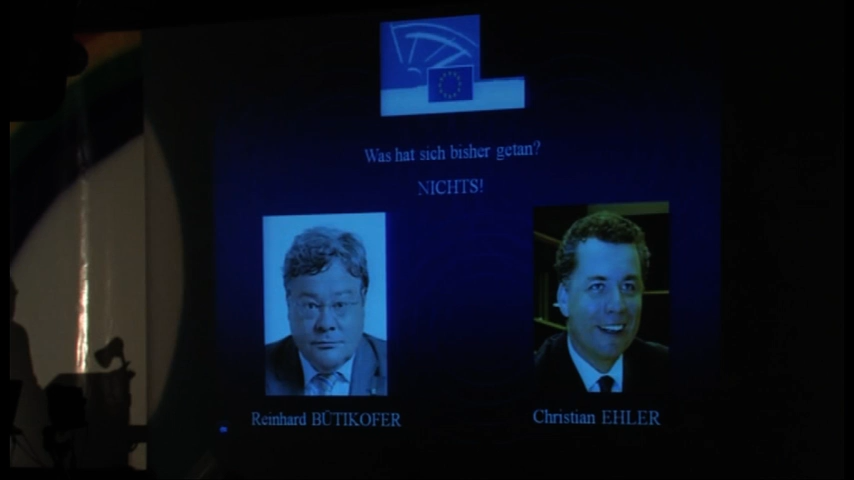 Was hat sich bisher getan?
NICHTS!
Reinhard BÜTIKOFER
Christian EHLER